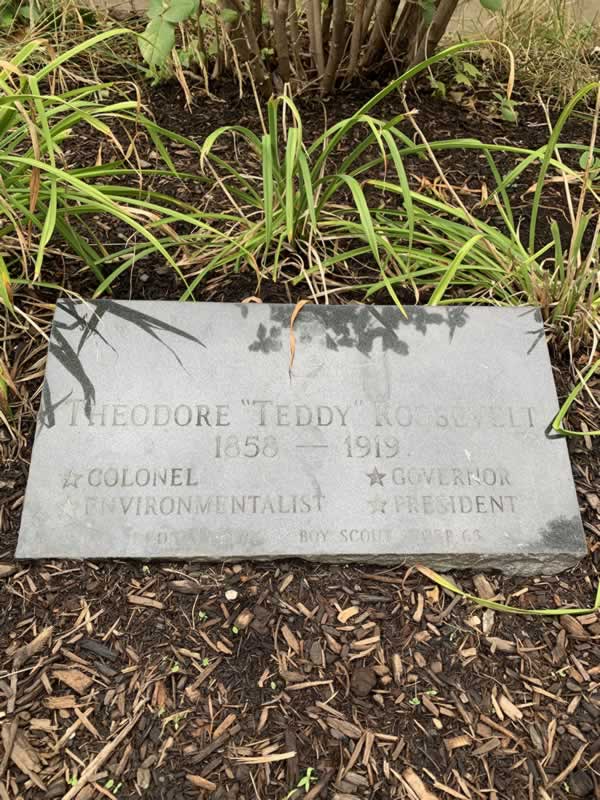 THEODORE "TEDDY" ROOSEVELT
1858 — 1919
☆ COLONEL ☆ GOVERNOR
☆ ENVIRONMENTALIST ☆ PRESIDENT
BOY SCOUT